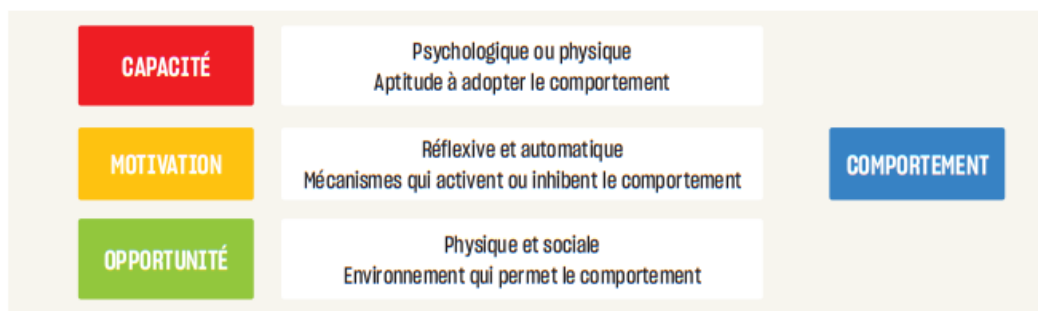 CAPACITÉ
Psychologique ou physique
Aptitude à adopter le comportement
MOTIVATION
Réflexive et automatique
Mécanismes qui activent ou inhibent le comportement
COMPORTEMENT
OPPORTUNITÉ
Physique et sociale
Environnement qui permet le comportement